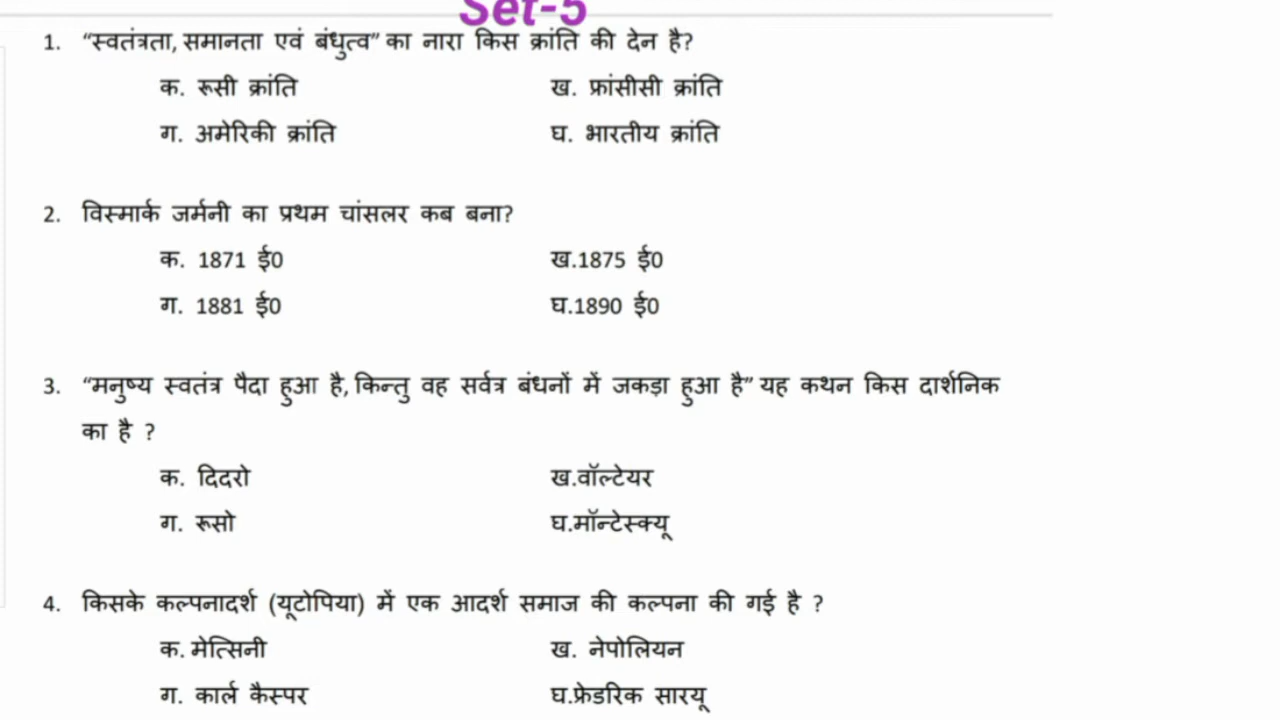 Set-5
1. “स्वतंत्रता, समानता एवं बंधुत्व” का नारा किस क्रांति की देन है?
क. रूसी क्रांति ख. फ्रांसीसी क्रांति
ग. अमेरिकी क्रांति घ. भारतीय क्रांति
2. विस्मार्क जर्मनी का प्रथम चांसलर कब बना?
क. 1871 ई0 ख.1875 ई0
ग. 1881 ई0 घ.1890 ई0
3. “मनुष्य स्वतंत्र पैदा हुआ है, किन्तु वह सर्वत्र बंधनों में जकड़ा हुआ है” यह कथन किस दार्शनिक
का है ?
क. दिदरो ख.वॉल्टेयर
ग. रूसो घ.मॉन्टेस्क्यू
4. किसके कल्पनादर्श (यूटोपिया) में एक आदर्श समाज की कल्पना की गई है ?
क. मेत्सिनी ख. नेपोलियन
ग. कार्ल कैस्पर घ.फ्रेडरिक सारयू